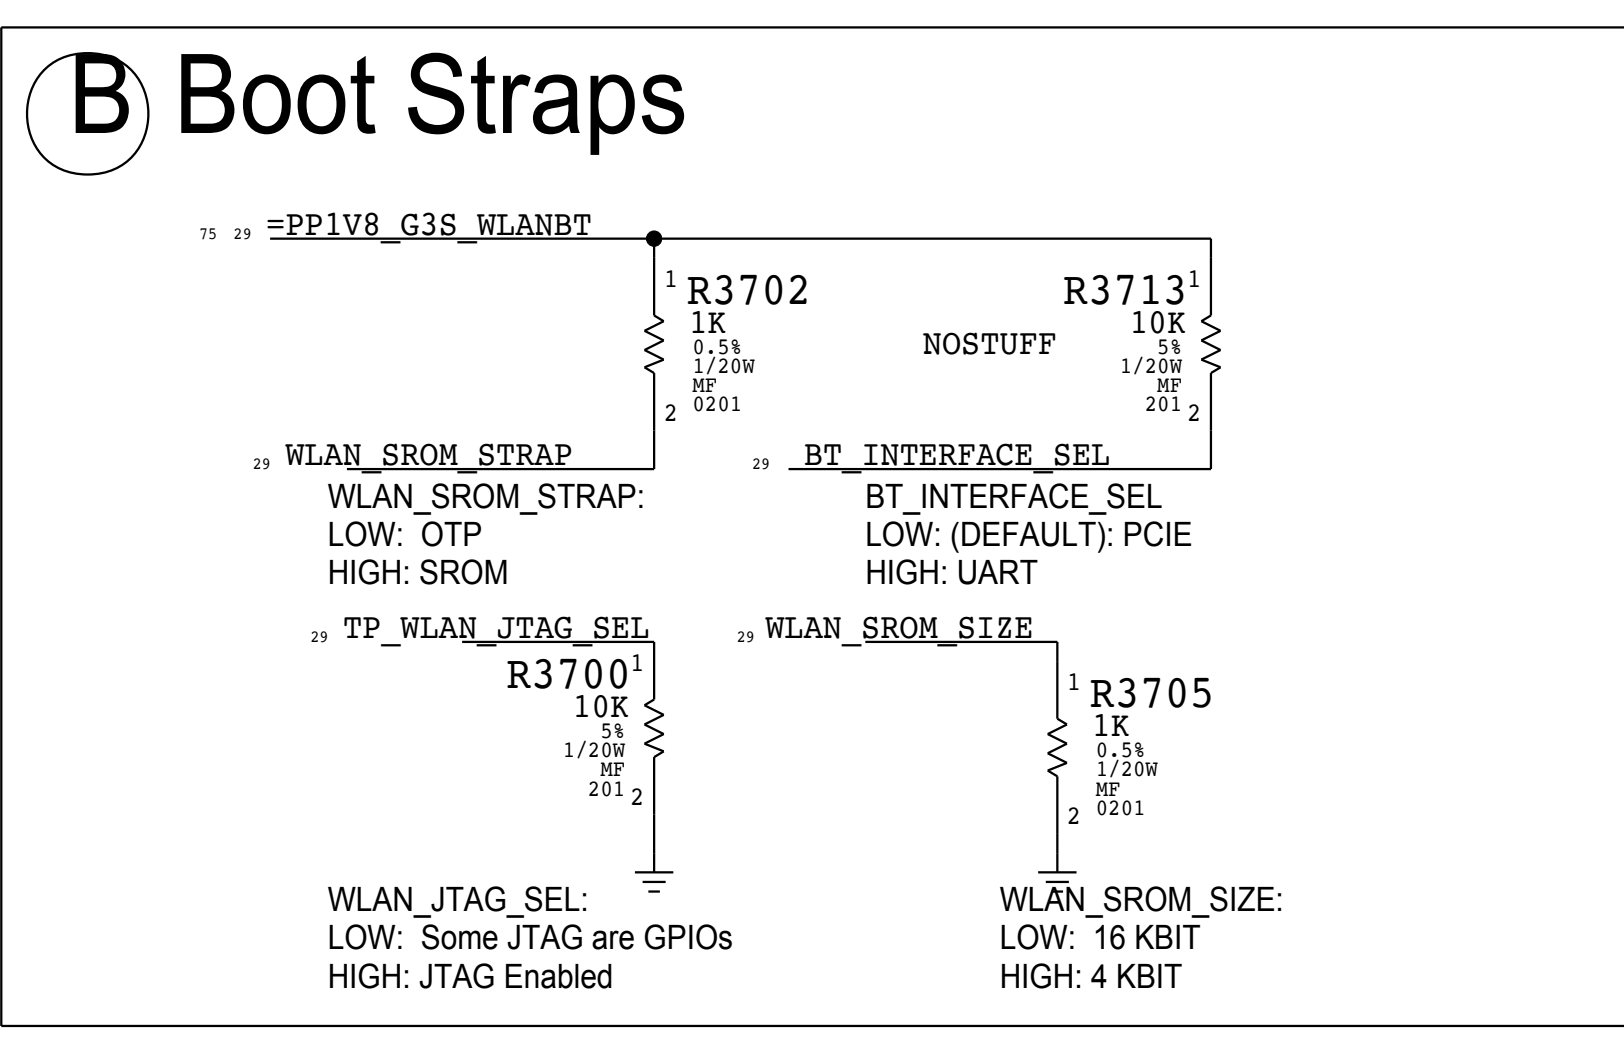 B Boot Straps
75 29 =PP1V8_G3S_WLANBT
1 R3702
1K
0.5%
1/20W
MF
0201
2
NOSTUFF
R3713 1
10K
5%
1/20W
MF
201
2
29 WLAN_SROM_STRAP
WLAN_SROM_STRAP:
LOW: OTP
HIGH: SROM
29 BT_INTERFACE_SEL
BT_INTERFACE_SEL
LOW: (DEFAULT): PCIE
HIGH: UART
29 TP_WLAN_JTAG_SEL
R3700 1
10K
5%
1/20W
MF
201
2
WLAN_JTAG_SEL:
LOW: Some JTAG are GPIOs
HIGH: JTAG Enabled
29 WLAN_SROM_SIZE
1 R3705
1K
0.5%
1/20W
MF
0201
2
WLAN_SROM_SIZE:
LOW: 16 KBIT
HIGH: 4 KBIT